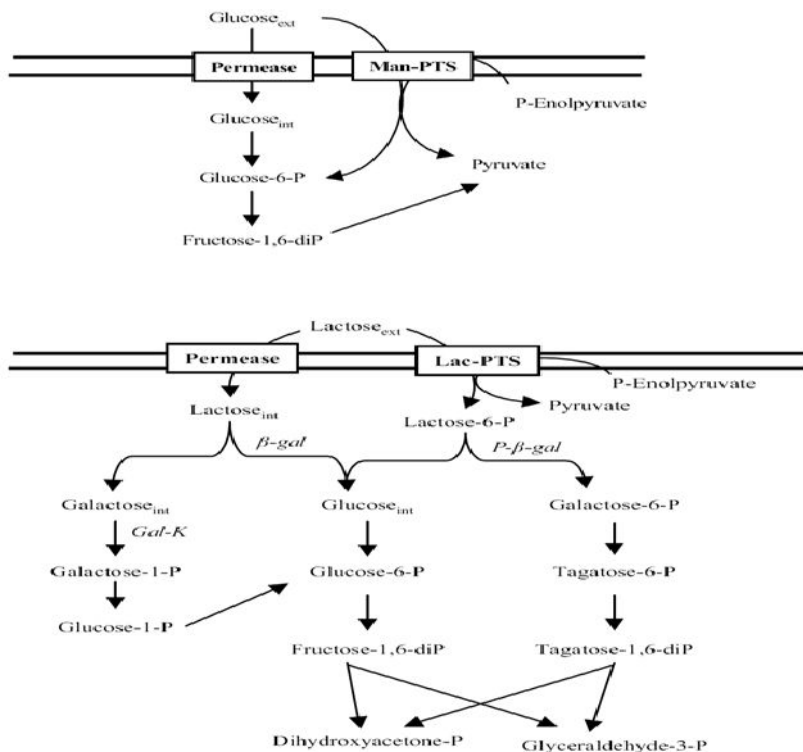 Glucose_ext
Permease Man-PTS
P-Enolpyruvate
Glucose_int
Pyruvate
Glucose-6-P
Fructose-1,6-diP
Lactose_ext
Permease Lac-PTS
P-Enolpyruvate
Lactose_int Pyruvate
Lactose-6-P
β-gal P-β-gal
Galactose_int Glucose_int Galactose-6-P
Gal-K
Galactose-1-P Glucose-6-P Tagatose-6-P
Glucose-1-P
Fructose-1,6-diP Tagatose-1,6-diP
Dihydroxyacetone-P Glyceraldehyde-3-P